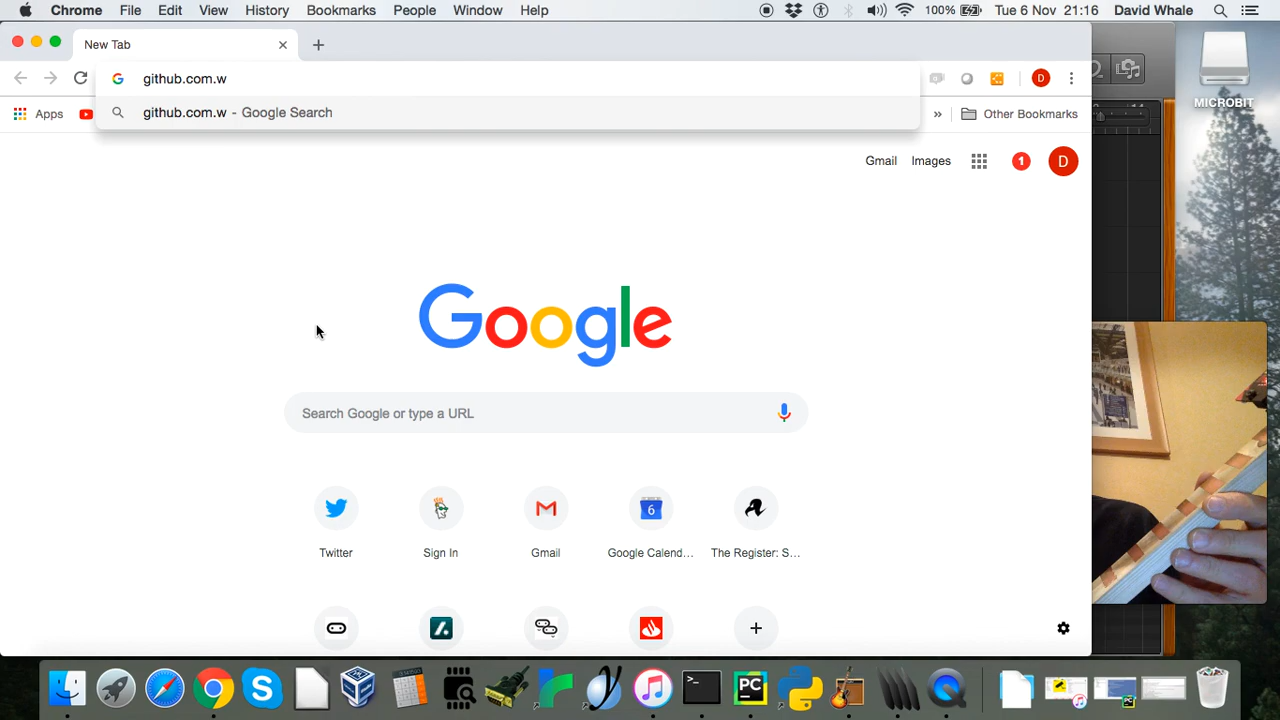 Chrome File Edit View History Bookmarks People Window Help 100% Tue 6 Nov 21:16 David Whale
New Tab
github.com.w
github.com.w - Google Search
Apps » Other Bookmarks
MICROBIT
Gmail Images 1 D
Google
Search Google or type a URL
6
Twitter Sign In Gmail Google Calend... The Register: S...
PC